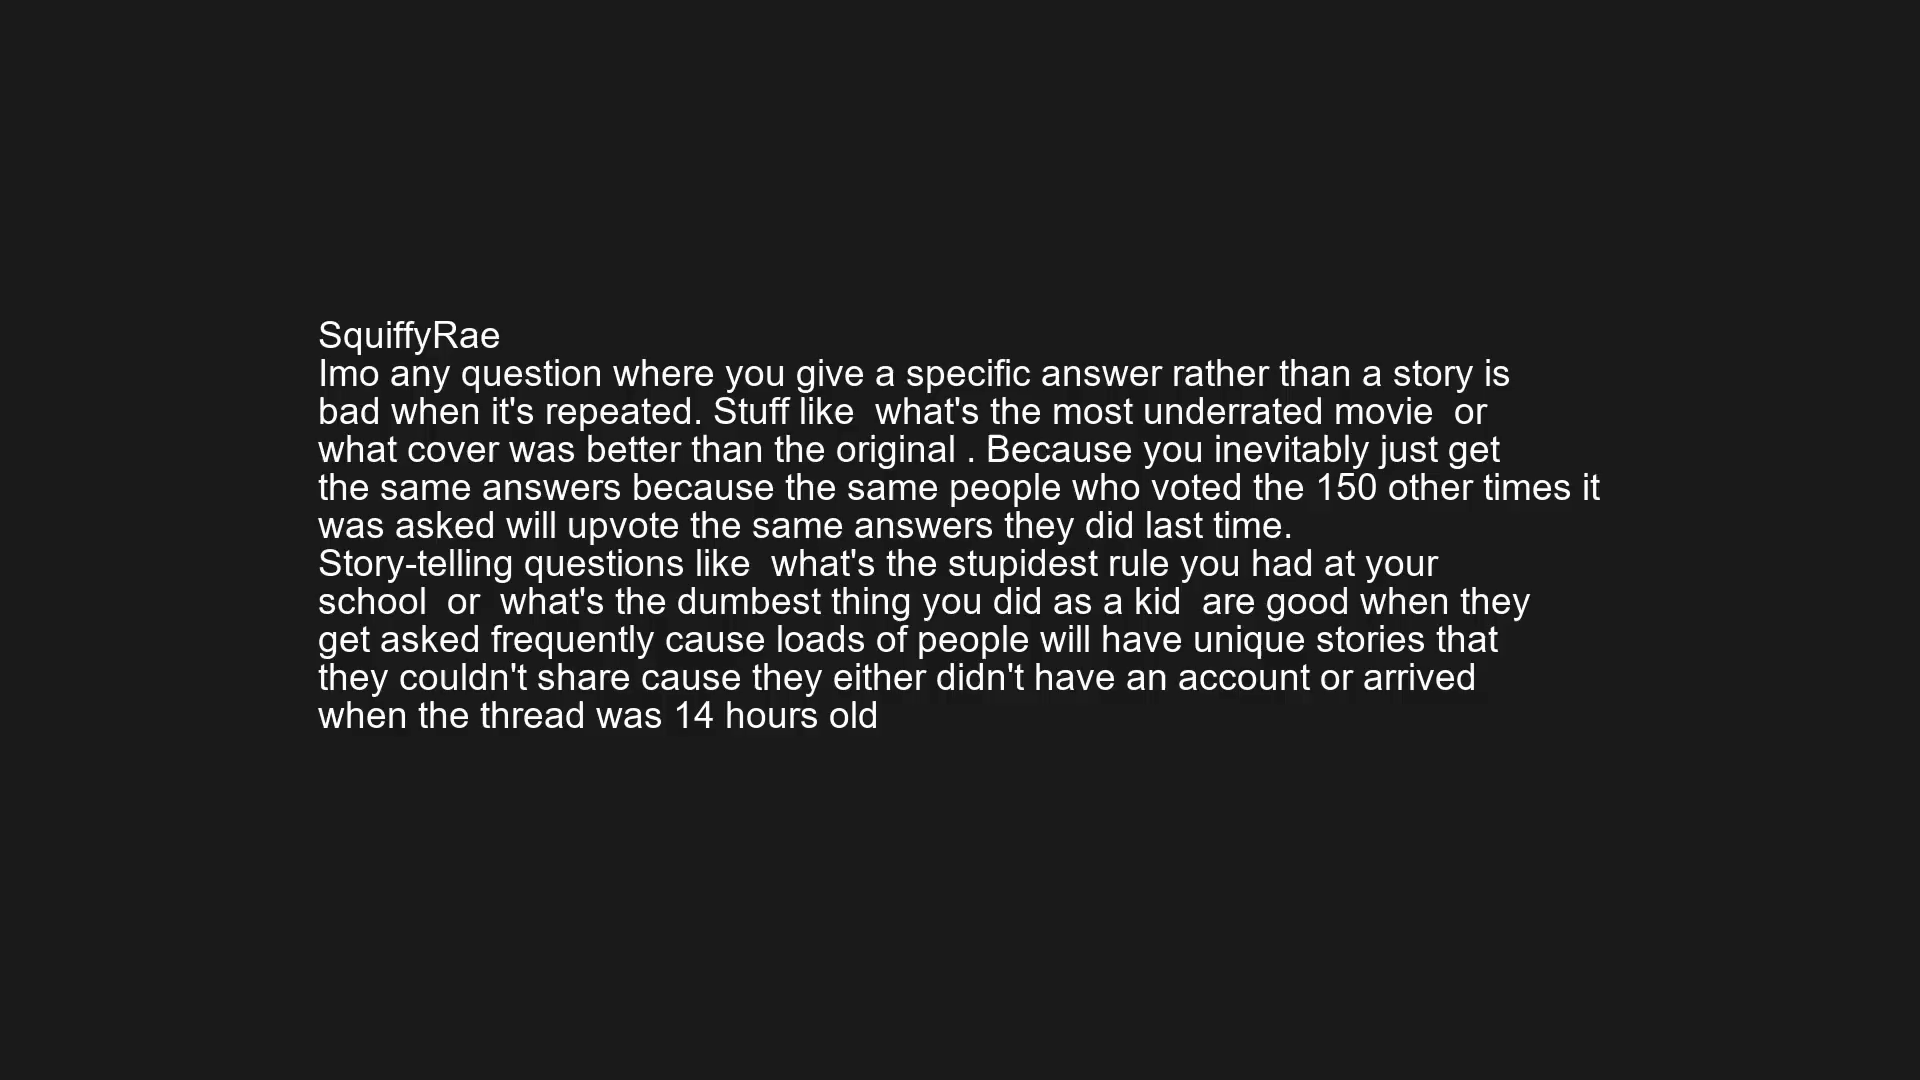 SquiffyRae
Imo any question where you give a specific answer rather than a story is
bad when it's repeated. Stuff like  what's the most underrated movie  or
what cover was better than the original . Because you inevitably just get
the same answers because the same people who voted the 150 other times it
was asked will upvote the same answers they did last time.
Story-telling questions like  what's the stupidest rule you had at your
school  or  what's the dumbest thing you did as a kid  are good when they
get asked frequently cause loads of people will have unique stories that
they couldn't share cause they either didn't have an account or arrived
when the thread was 14 hours old